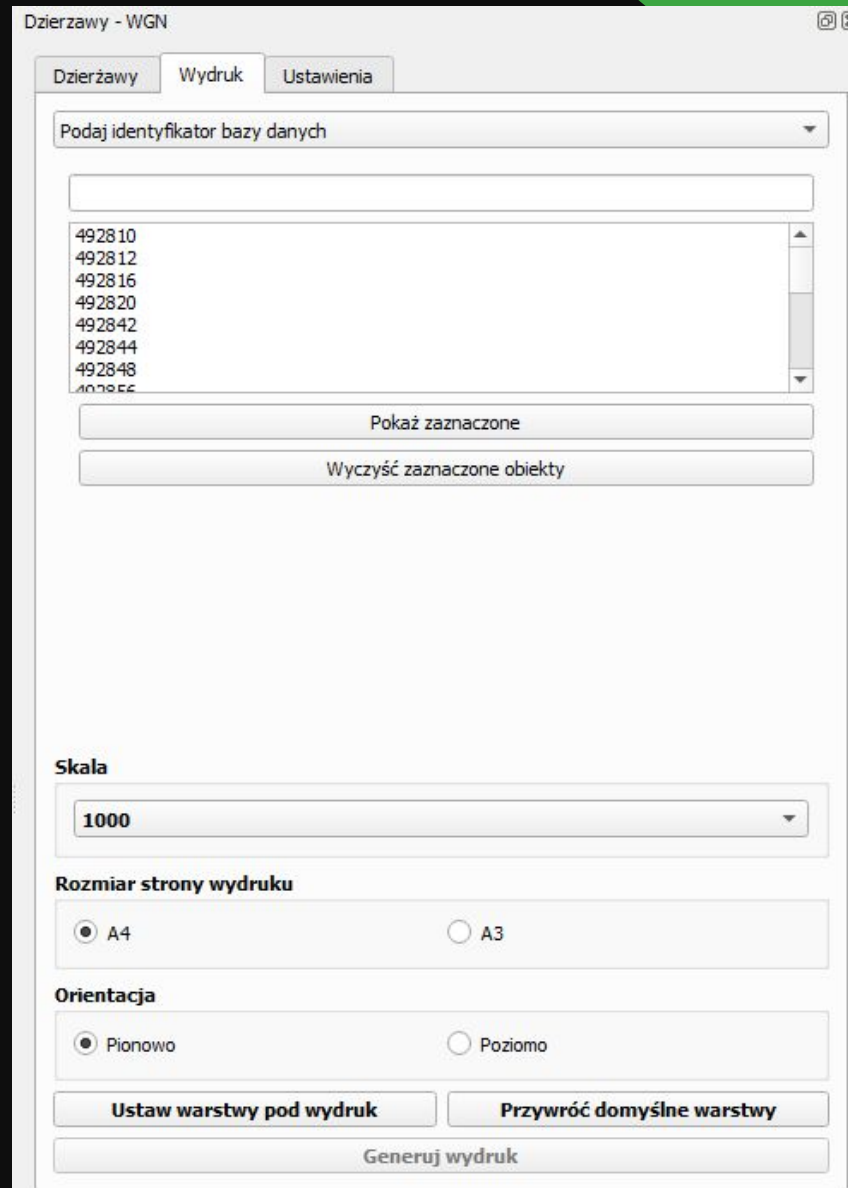 Dzierzawy - WGN
Dzierżawy Wydruk Ustawienia
Podaj identyfikator bazy danych
492810
492812
492816
492820
492842
492844
492848
492856
Pokaż zaznaczone
Wyczyść zaznaczone obiekty
Skala
1000
Rozmiar strony wydruku
A4 A3
Orientacja
Pionowo Poziomo
Ustaw warstwy pod wydruk Przywróć domyślne warstwy
Generuj wydruk